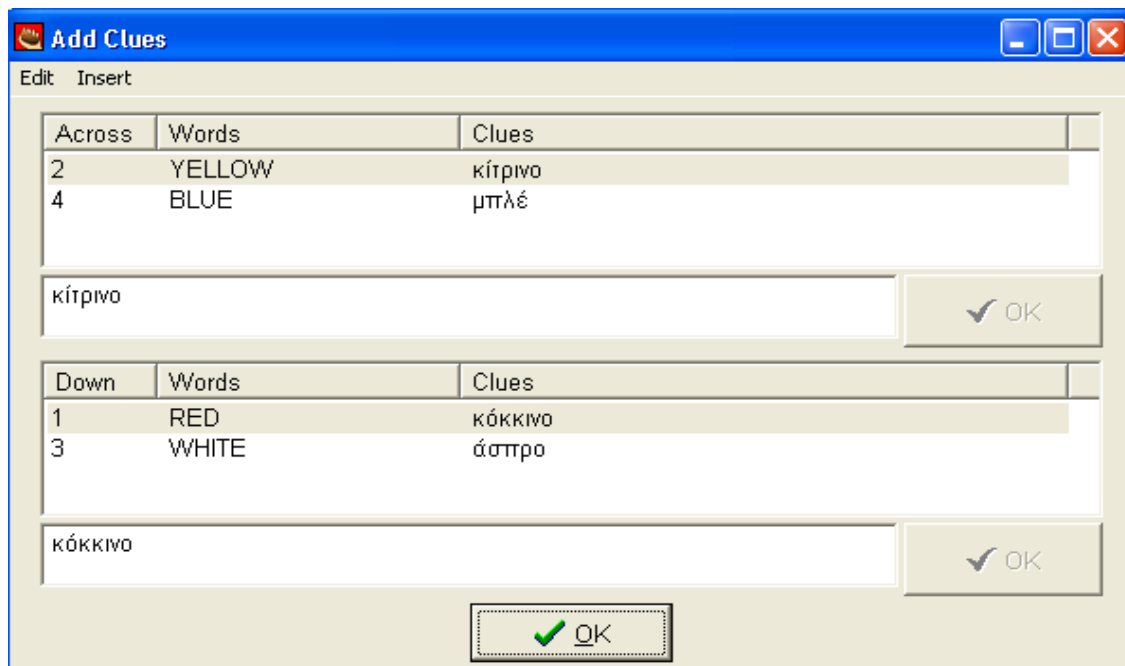 Add Clues
Edit Insert
Across Words Clues
2 YELLOW κίτρινο
4 BLUE μπλέ
κίτρινο
OK
Down Words Clues
1 RED κόκκινο
3 WHITE άσπρο
κόκκινο
OK
OK